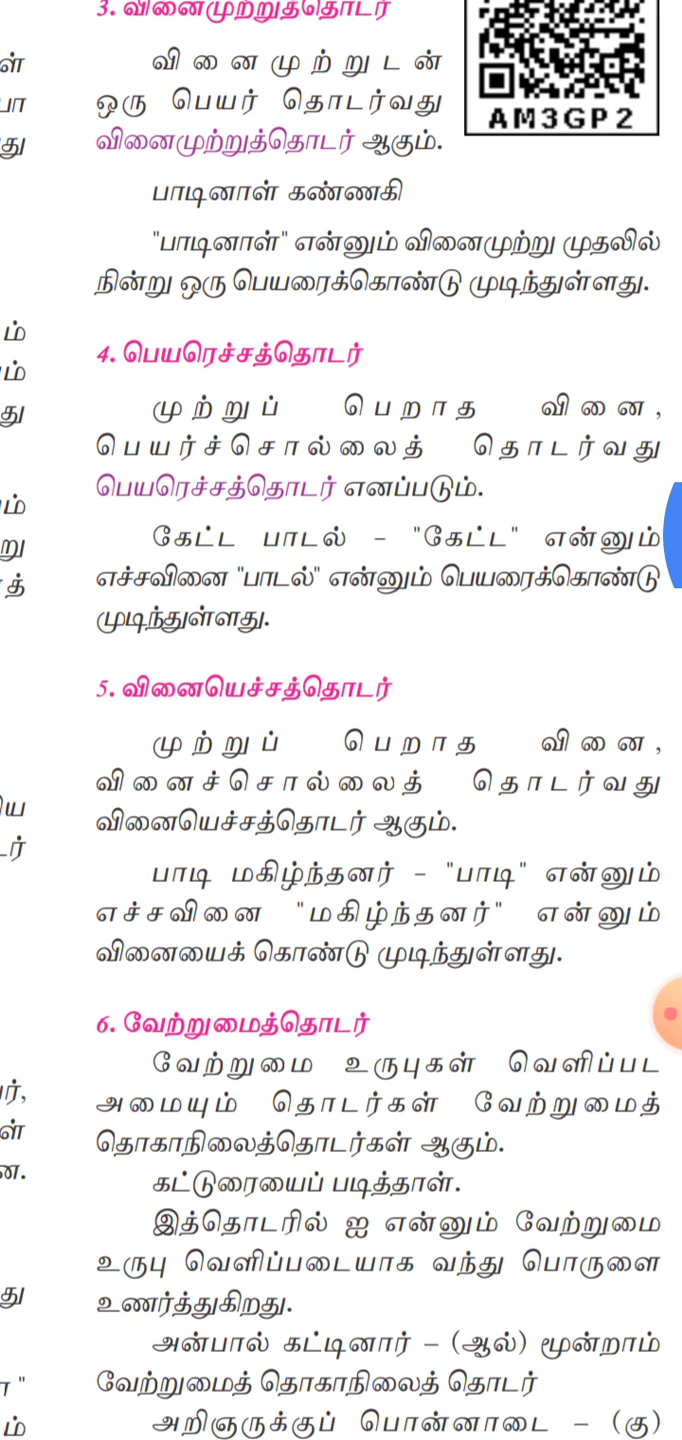 3. வினைமுற்றுத்தொடர்
வினைமுற்றுடன்
ஒரு பெயர் தொடர்வது
வினைமுற்றுத்தொடர் ஆகும்.
AM3GP2
பாடினாள் கண்ணகி
"பாடினாள்" என்னும் வினைமுற்று முதலில்
நின்று ஒரு பெயரைக்கொண்டு முடிந்துள்ளது.
4. பெயரெச்சத்தொடர்
முற்றுப் பெறாத வினை,
பெயர்ச்சொல்லைத் தொடர்வது
பெயரெச்சத்தொடர் எனப்படும்.
கேட்ட பாடல் – "கேட்ட" என்னும்
எச்சவினை "பாடல்" என்னும் பெயரைக்கொண்டு
முடிந்துள்ளது.
5. வினையெச்சத்தொடர்
முற்றுப் பெறாத வினை,
வினைச்சொல்லைத் தொடர்வது
வினையெச்சத்தொடர் ஆகும்.
பாடி மகிழ்ந்தனர் – "பாடி" என்னும்
எச்சவினை "மகிழ்ந்தனர்" என்னும்
வினையைக் கொண்டு முடிந்துள்ளது.
6. வேற்றுமைத்தொடர்
வேற்றுமை உருபுகள் வெளிப்பட
அமையும் தொடர்கள் வேற்றுமைத்
தொகாநிலைத்தொடர்கள் ஆகும்.
கட்டுரையைப் படித்தாள்.
இத்தொடரில் ஐ என்னும் வேற்றுமை
உருபு வெளிப்படையாக வந்து பொருளை
உணர்த்துகிறது.
அன்பால் கட்டினார் – (ஆல்) மூன்றாம்
வேற்றுமைத் தொகாநிலைத் தொடர்
அறிஞருக்குப் பொன்னாடை – (கு)